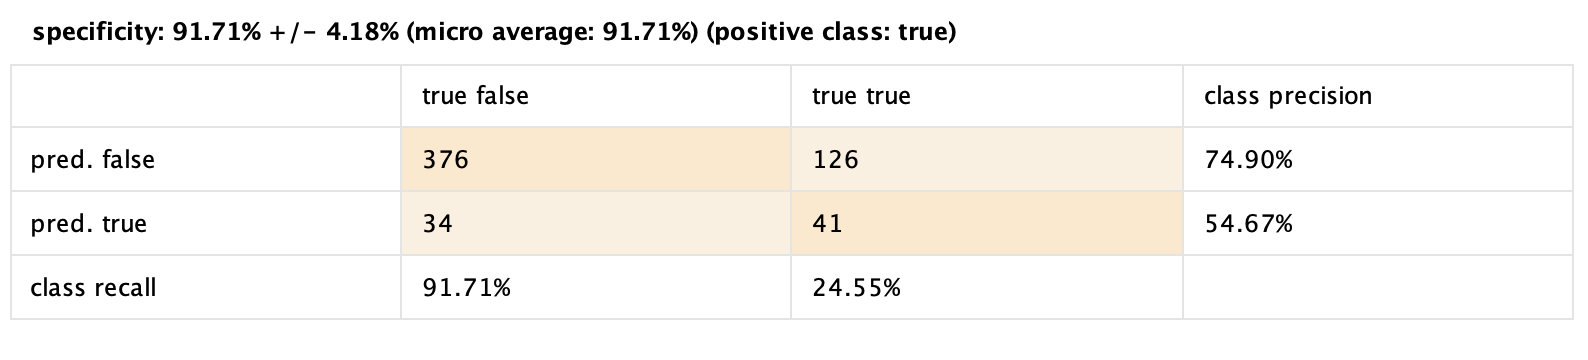 specificity: 91.71% +/- 4.18% (micro average: 91.71%) (positive class: true)
true false true true class precision
pred. false 376 126 74.90%
pred. true 34 41 54.67%
class recall 91.71% 24.55%